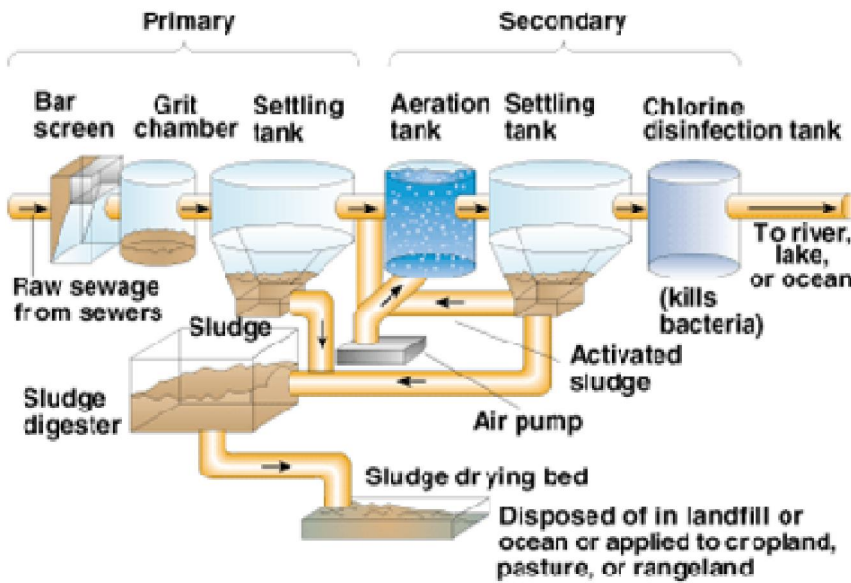 Primary
Secondary
Bar
screen
Grit
chamber
Settling
tank
Aeration
tank
Settling
tank
Chlorine
disinfection tank
Raw sewage
from sewers
Sludge
To river,
lake,
or ocean
(kills
bacteria)
Activated
sludge
Sludge
digester
Air pump
Sludge drying bed
Disposed of in landfill or
ocean or applied to cropland,
pasture, or rangeland